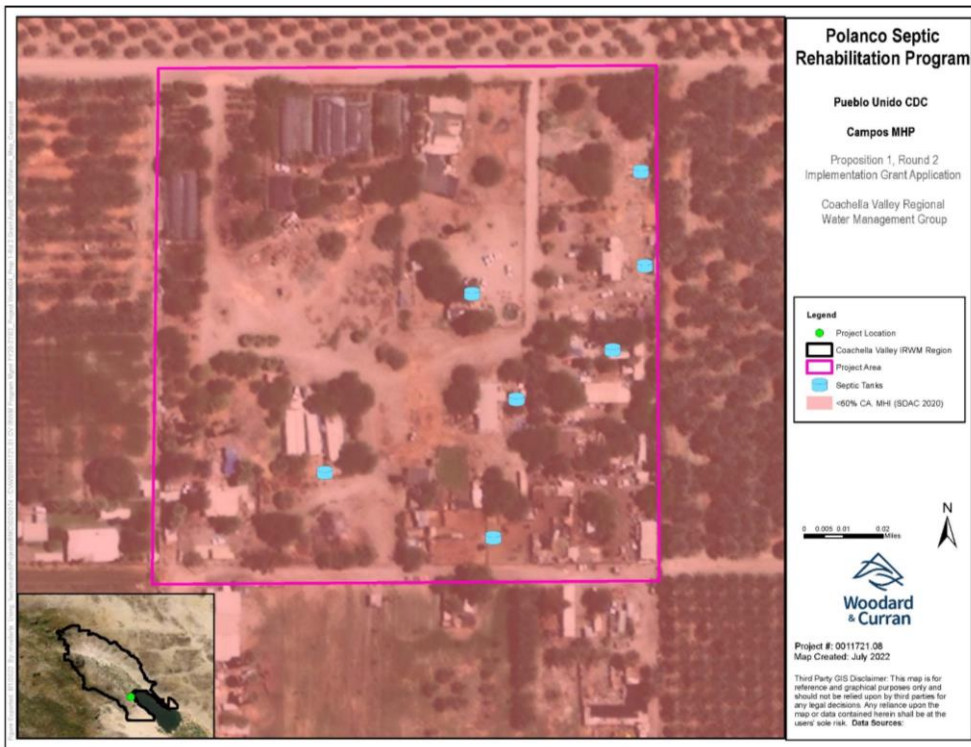 Polanco Septic
Rehabilitation Program
Pueblo Unido CDC
Campos MHP
Proposition 1, Round 2
Implementation Grant Application
Coachella Valley Regional
Water Management Group
Legend
Project Location
Coachella Valley IRWM Region
Project Area
Septic Tanks
<60% CA. MHI (SDAC 2020)
N
0 0.005 0.01 0.02
Miles
Woodard
& Curran
Project #: 0011721.08
Map Created: July 2022
Third Party GIS Disclaimer: This map is for
reference and graphical purposes only and
should not be relied upon by third parties for
any legal decisions. Any reliance upon the
map or data contained herein shall be at the
users' sole risk. Data Sources: